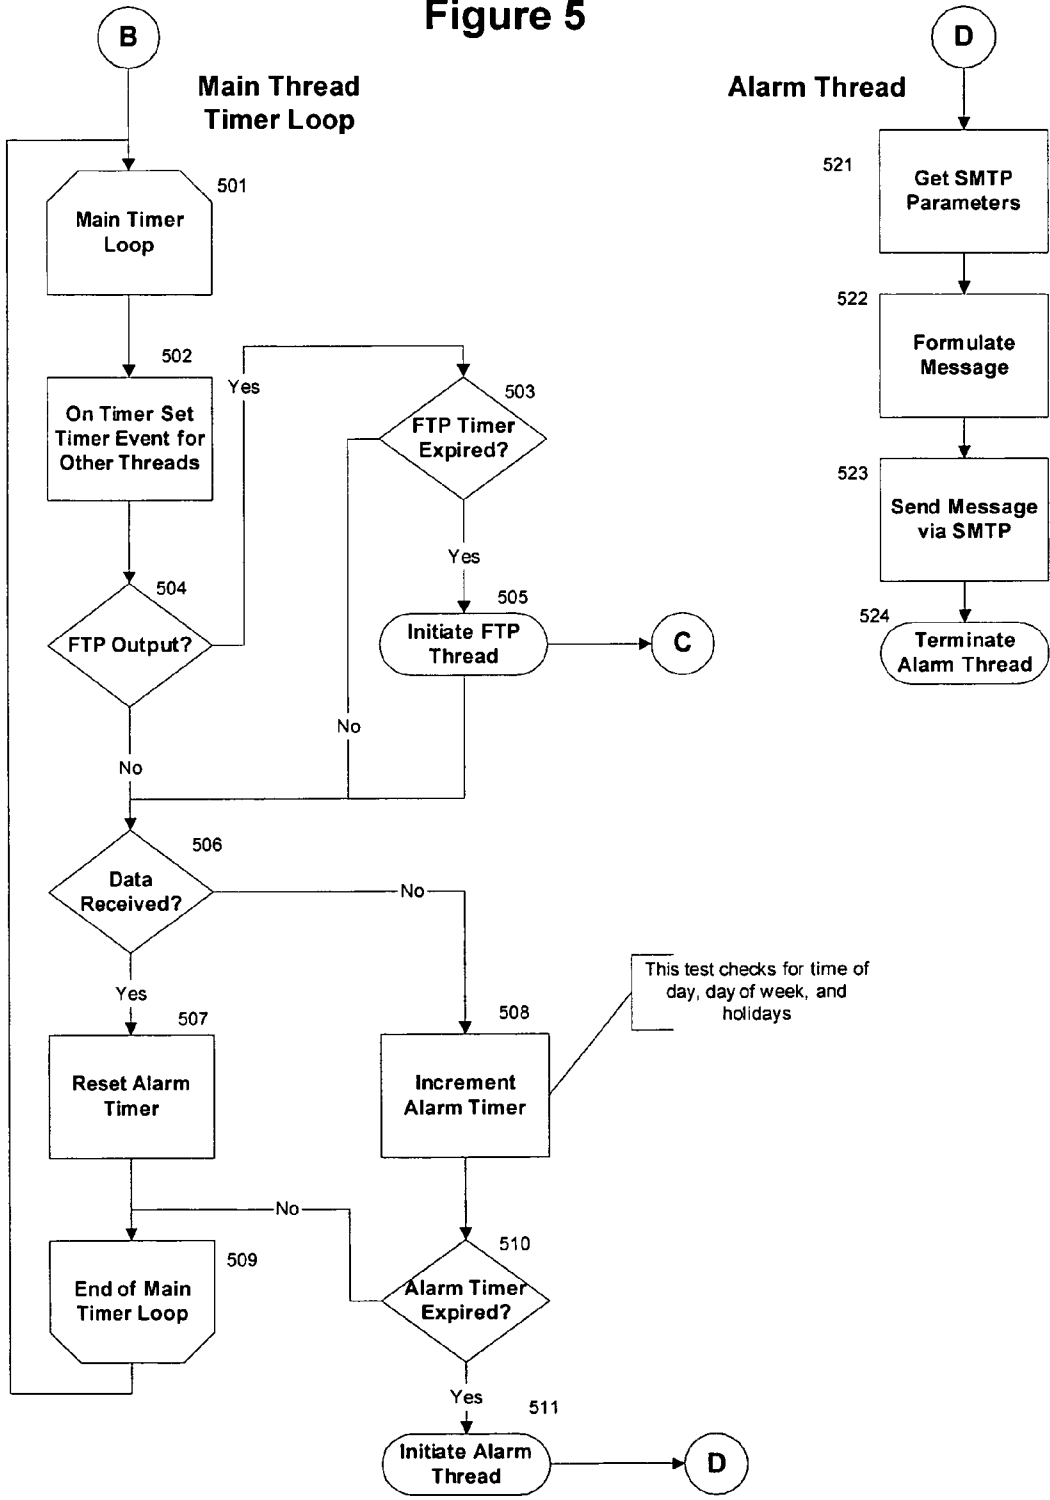 Figure 5
B
Main Thread
Timer Loop
501
Main Timer
Loop
502
On Timer Set
Timer Event for
Other Threads
Yes
503
FTP Timer
Expired?
504
FTP Output?
Yes
505
Initiate FTP
Thread
C
No
No
506
Data
Received?
No
Yes
This test checks for time of
day, day of week, and
holidays
507
Reset Alarm
Timer
508
Increment
Alarm Timer
No
509
End of Main
Timer Loop
510
Alarm Timer
Expired?
Yes
511
Initiate Alarm
Thread
D
D
Alarm Thread
521
Get SMTP
Parameters
522
Formulate
Message
523
Send Message
via SMTP
524
Terminate
Alarm Thread